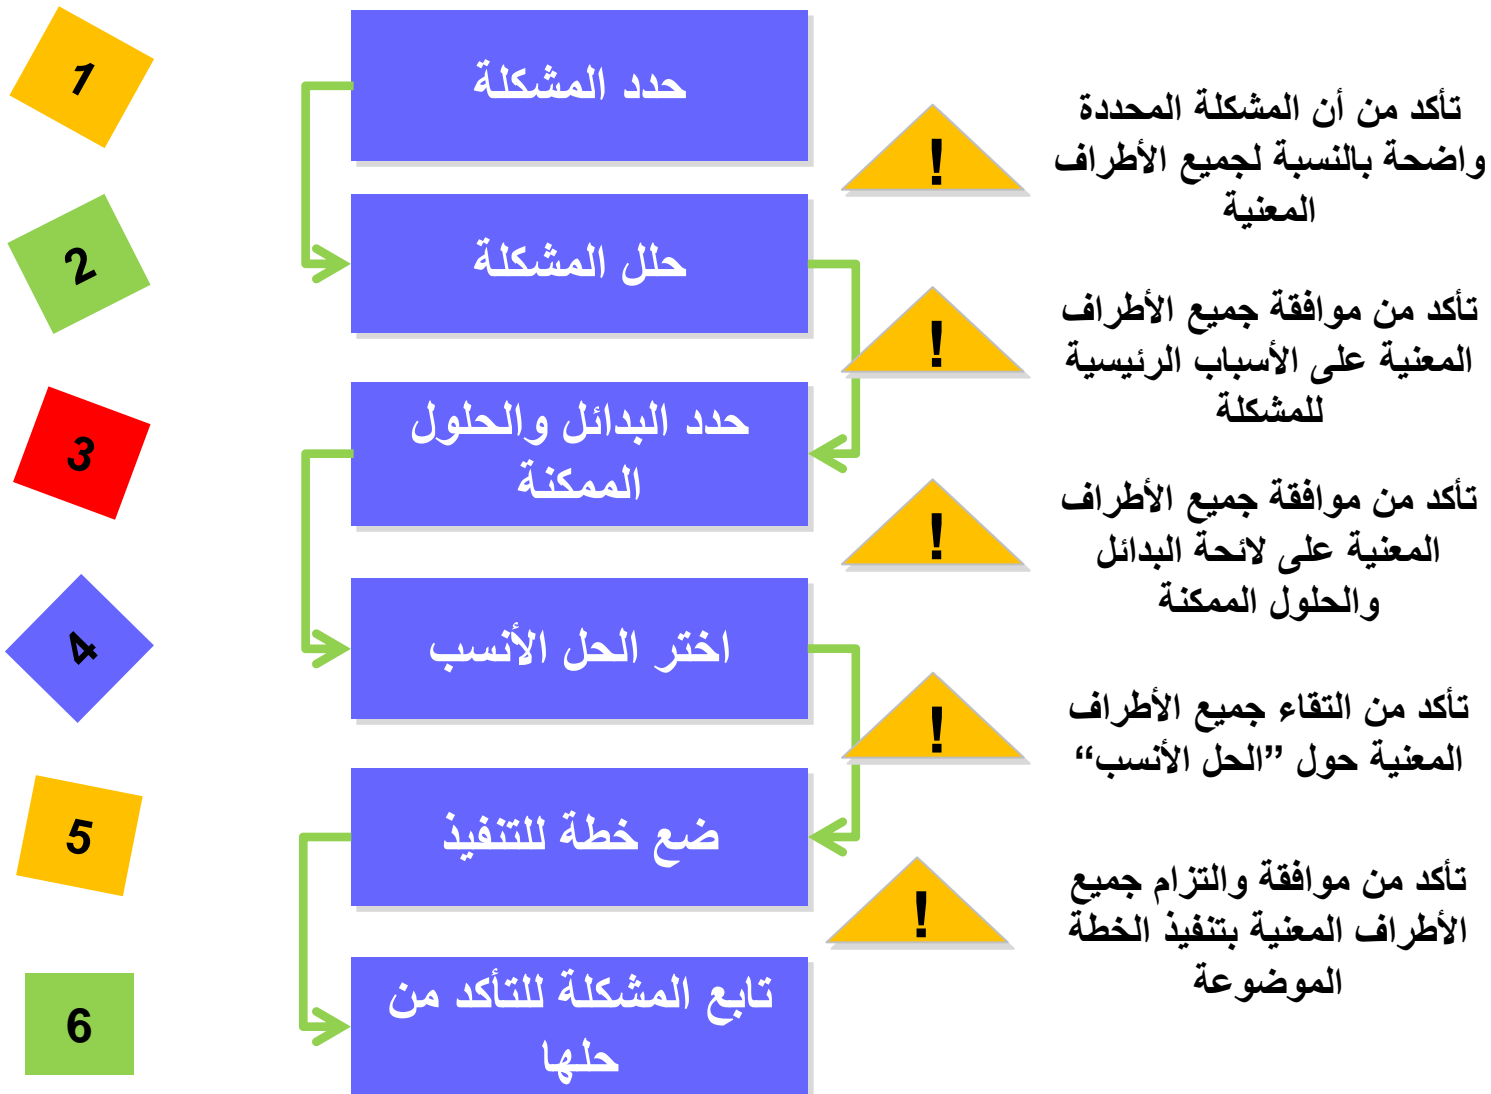 1
حدد المشكلة
!
تأكد من أن المشكلة المحددة
واضحة بالنسبة لجميع الأطراف
المعنية
2
حلل المشكلة
!
تأكد من موافقة جميع الأطراف
المعنية على الأسباب الرئيسية
للمشكلة
3
حدد البدائل والحلول
الممكنة
!
تأكد من موافقة جميع الأطراف
المعنية على لائحة البدائل
والحلول الممكنة
4
اختر الحل الأنسب
!
تأكد من التقاء جميع الأطراف
المعنية حول ”الحل الأنسب“
5
ضع خطة للتنفيذ
!
تأكد من موافقة والتزام جميع
الأطراف المعنية بتنفيذ الخطة
الموضوعة
6
تابع المشكلة للتأكد من
حلها